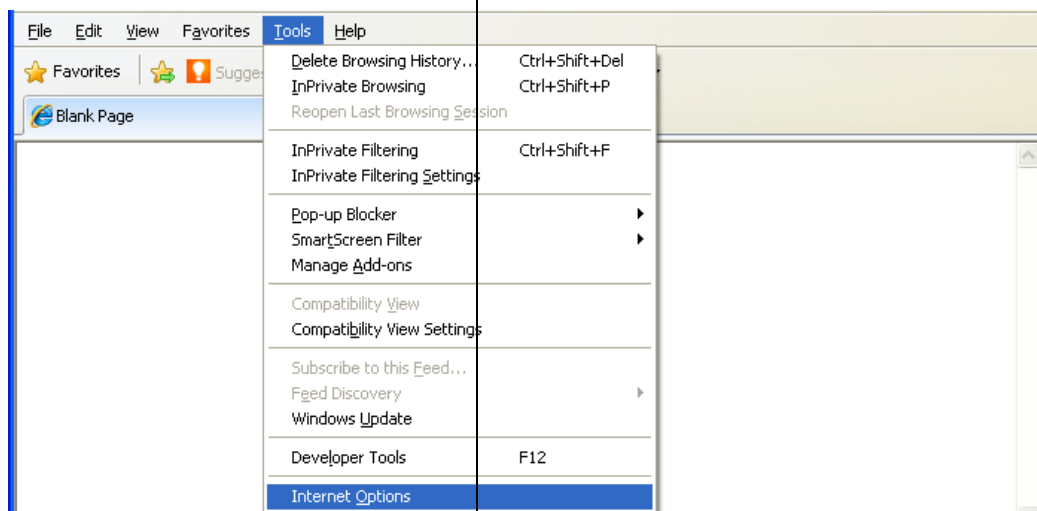 File Edit View Favorites Tools Help
Favorites
Blank Page
Delete Browsing History... Ctrl+Shift+Del
InPrivate Browsing Ctrl+Shift+P
Reopen Last Browsing Session
InPrivate Filtering Ctrl+Shift+F
InPrivate Filtering Settings
Pop-up Blocker
SmartScreen Filter
Manage Add-ons
Compatibility View
Compatibility View Settings
Subscribe to this Feed...
Feed Discovery
Windows Update
Developer Tools F12
Internet Options